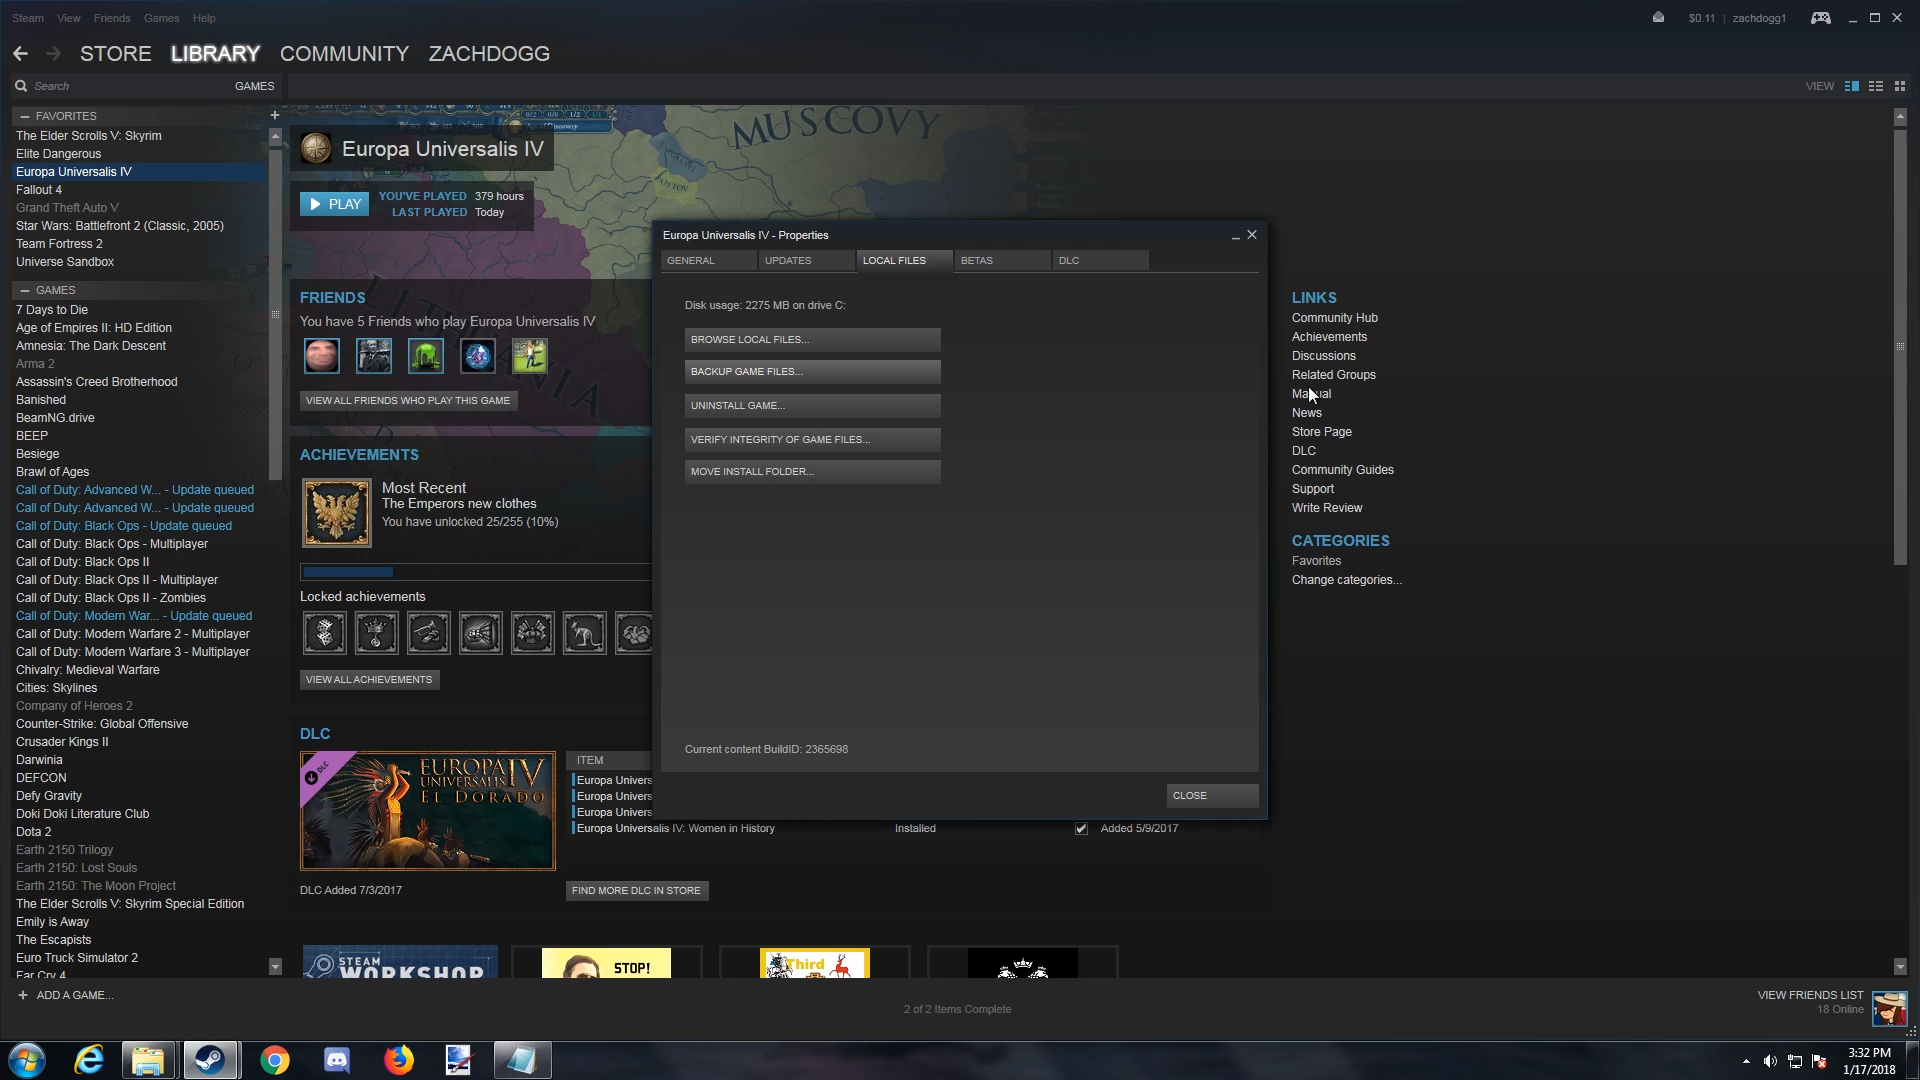 Steam View Friends Games Help
$0.11 | zachdogg1
STORE LIBRARY COMMUNITY ZACHDOGG
Search GAMES
VIEW
— FAVORITES +
The Elder Scrolls V: Skyrim
Elite Dangerous
Europa Universalis IV
Fallout 4
Grand Theft Auto V
Star Wars: Battlefront 2 (Classic, 2005)
Team Fortress 2
Universe Sandbox
— GAMES
7 Days to Die
Age of Empires II: HD Edition
Amnesia: The Dark Descent
Arma 2
Assassin's Creed Brotherhood
Banished
BeamNG.drive
BEEP
Besiege
Brawl of Ages
Call of Duty: Advanced W... - Update queued
Call of Duty: Advanced W... - Update queued
Call of Duty: Black Ops - Update queued
Call of Duty: Black Ops - Multiplayer
Call of Duty: Black Ops II
Call of Duty: Black Ops II - Multiplayer
Call of Duty: Black Ops II - Zombies
Call of Duty: Modern War... - Update queued
Call of Duty: Modern Warfare 2 - Multiplayer
Call of Duty: Modern Warfare 3 - Multiplayer
Chivalry: Medieval Warfare
Cities: Skylines
Company of Heroes 2
Counter-Strike: Global Offensive
Crusader Kings II
Darwinia
DEFCON
Defy Gravity
Doki Doki Literature Club
Dota 2
Earth 2150 Trilogy
Earth 2150: Lost Souls
Earth 2150: The Moon Project
The Elder Scrolls V: Skyrim Special Edition
Emily is Away
The Escapists
Euro Truck Simulator 2
Far Cry 4
+ ADD A GAME...
MUSCOVY
LITHUANIA
Europa Universalis IV
PLAY
YOU'VE PLAYED 379 hours
LAST PLAYED Today
FRIENDS
You have 5 Friends who play Europa Universalis IV
VIEW ALL FRIENDS WHO PLAY THIS GAME
ACHIEVEMENTS
Most Recent
The Emperors new clothes
You have unlocked 25/255 (10%)
Locked achievements
VIEW ALL ACHIEVEMENTS
DLC
DLC
EUROPA IV
UNIVERSALIS
EL DORADO
DLC Added 7/3/2017
ITEM
Europa Univers
Europa Univers
Europa Univers
Europa Universalis IV: Women in History Installed Added 5/9/2017
FIND MORE DLC IN STORE
STEAM
WORKSHOP
STOP!
Third
Europa Universalis IV - Properties
GENERAL UPDATES LOCAL FILES BETAS DLC
Disk usage: 2275 MB on drive C:
BROWSE LOCAL FILES...
BACKUP GAME FILES...
UNINSTALL GAME...
VERIFY INTEGRITY OF GAME FILES...
MOVE INSTALL FOLDER...
Current content BuildID: 2365698
CLOSE
LINKS
Community Hub
Achievements
Discussions
Related Groups
Manual
News
Store Page
DLC
Community Guides
Support
Write Review
CATEGORIES
Favorites
Change categories...
2 of 2 Items Complete
VIEW FRIENDS LIST
18 Online
3:32 PM
1/17/2018